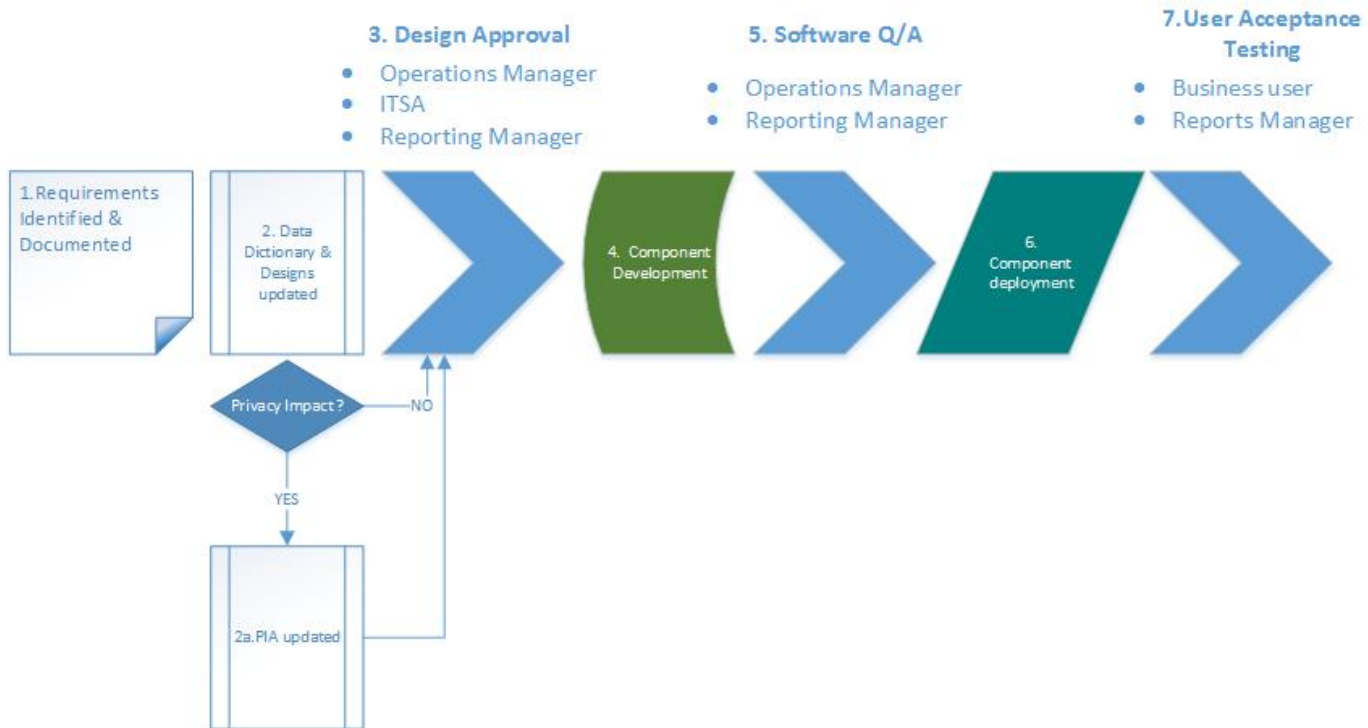 3. Design Approval
• Operations Manager
• ITSA
• Reporting Manager
5. Software Q/A
• Operations Manager
• Reporting Manager
7.User Acceptance
Testing
• Business user
• Reports Manager
1.Requirements
Identified &
Documented
2. Data
Dictionary &
Designs
updated
4. Component
Development
6.
Component
deployment
Privacy Impact ?
NO
YES
2a.PIA updated